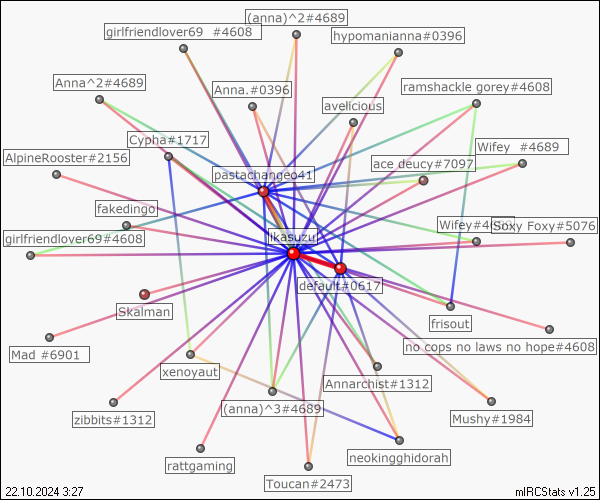 (anna)^2#4689
girlfriendlover69 #4608
hypomanianna#0396
Anna^2#4689
Anna.#0396
ramshackle gorey#4608
avelicious
Cypha#1717
Wifey #4689
AlpineRooster#2156
ace deucy#7097
pastachangeo41
fakedingo
Soxy Foxy#5076
girlfriendlover69#4608
default#0617
Skalman
frisout
Mad #6901
no cops no laws no hope#4608
xenoyaut
Annarchist#1312
(anna)^3#4689
zibbits#1312
Mushy#1984
neokingghidorah
rattgaming
Toucan#2473
22.10.2024 3:27
mIRCStats v1.25